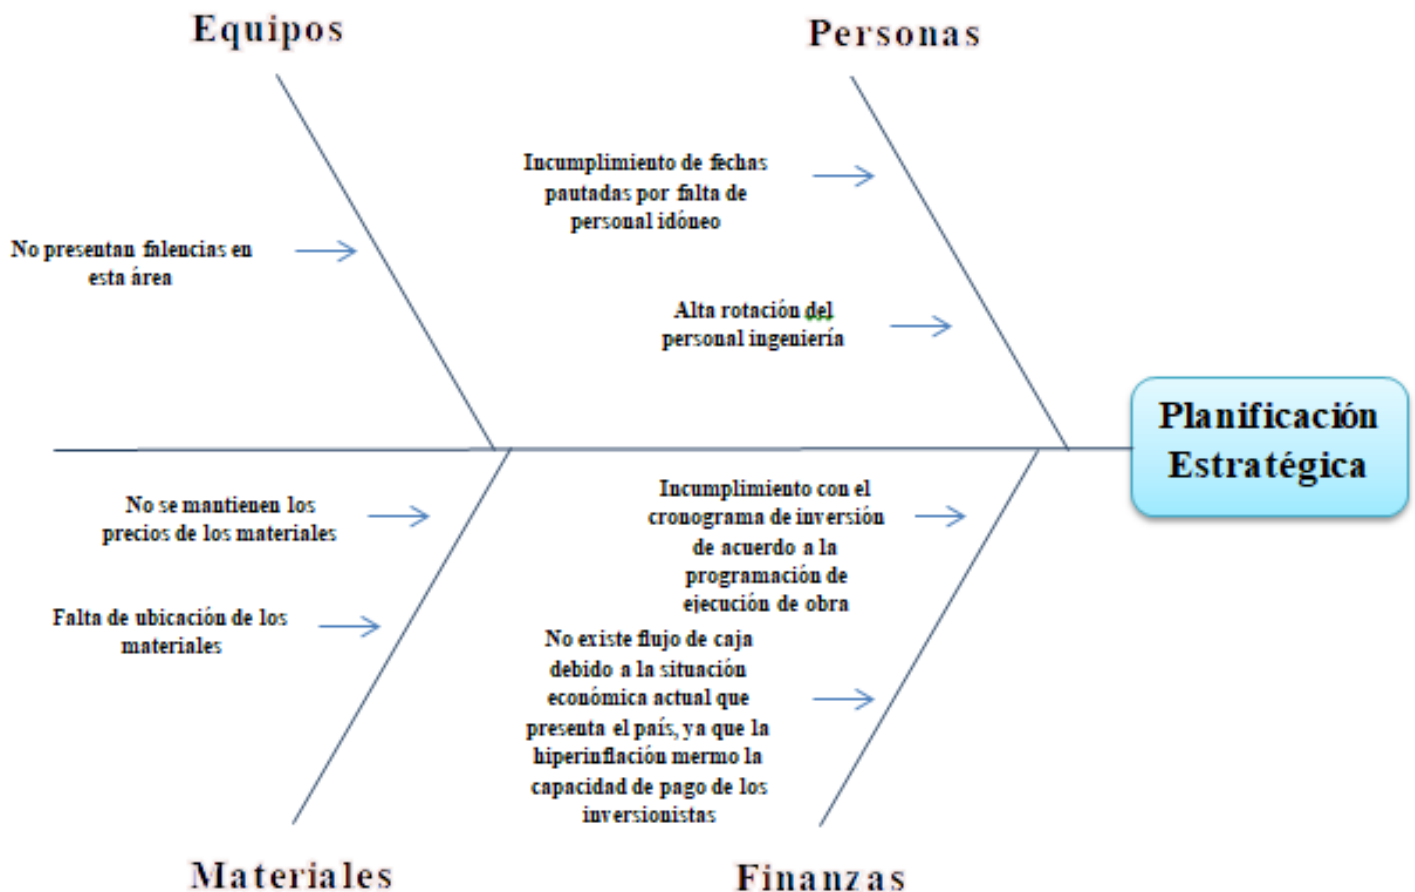 Equipos
Personas
Incumplimiento de fechas
pautadas por falta de
personal idóneo
No presentan falencias en
esta área
Alta rotación del
personal ingeniería
Planificación
Estratégica
No se mantienen los
precios de los materiales
Falta de ubicación de los
materiales
Incumplimiento con el
cronograma de inversión
de acuerdo a la
programación de
ejecución de obra
No existe flujo de caja
debido a la situación
económica actual que
presenta el país, ya que la
hiperinflación mermo la
capacidad de pago de los
inversionistas
Materiales
Finanzas